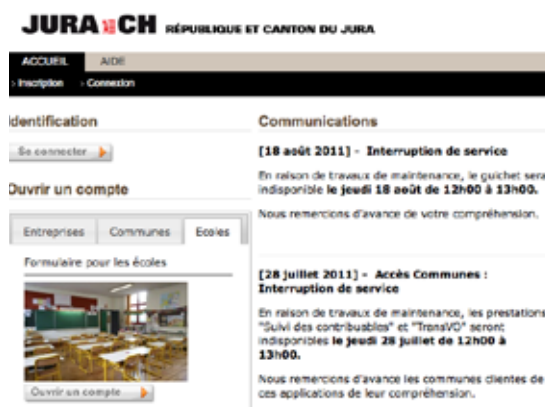 JURA CH RÉPUBLIQUE ET CANTON DU JURA
ACCUEIL AIDE
› Inscription › Connexion
Identification
Se connecter
Ouvrir un compte
Entreprises Communes Ecoles
Formulaire pour les écoles
Ouvrir un compte
Communications
[18 août 2011] - Interruption de service
En raison de travaux de maintenance, le guichet sera
indisponible le jeudi 18 août de 12h00 à 13h00.
Nous remercions d'avance de votre compréhension.
[28 juillet 2011] - Accès Communes :
Interruption de service
En raison de travaux de maintenance, les prestations
"Suivi des contribuables" et "TransVO" seront
indisponibles le jeudi 28 juillet de 12h00 à
13h00.
Nous remercions d'avance les communes clientes de
ces applications de leur compréhension.